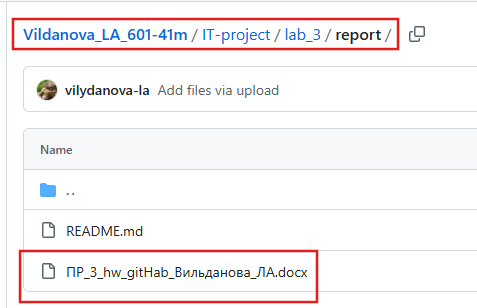 Vildanova_LA_601-41m / IT-project / lab_3 / report /
vilydanova-la Add files via upload
Name
..
README.md
ПР_3_hw_gitHab_Вильданова_ЛА.docx